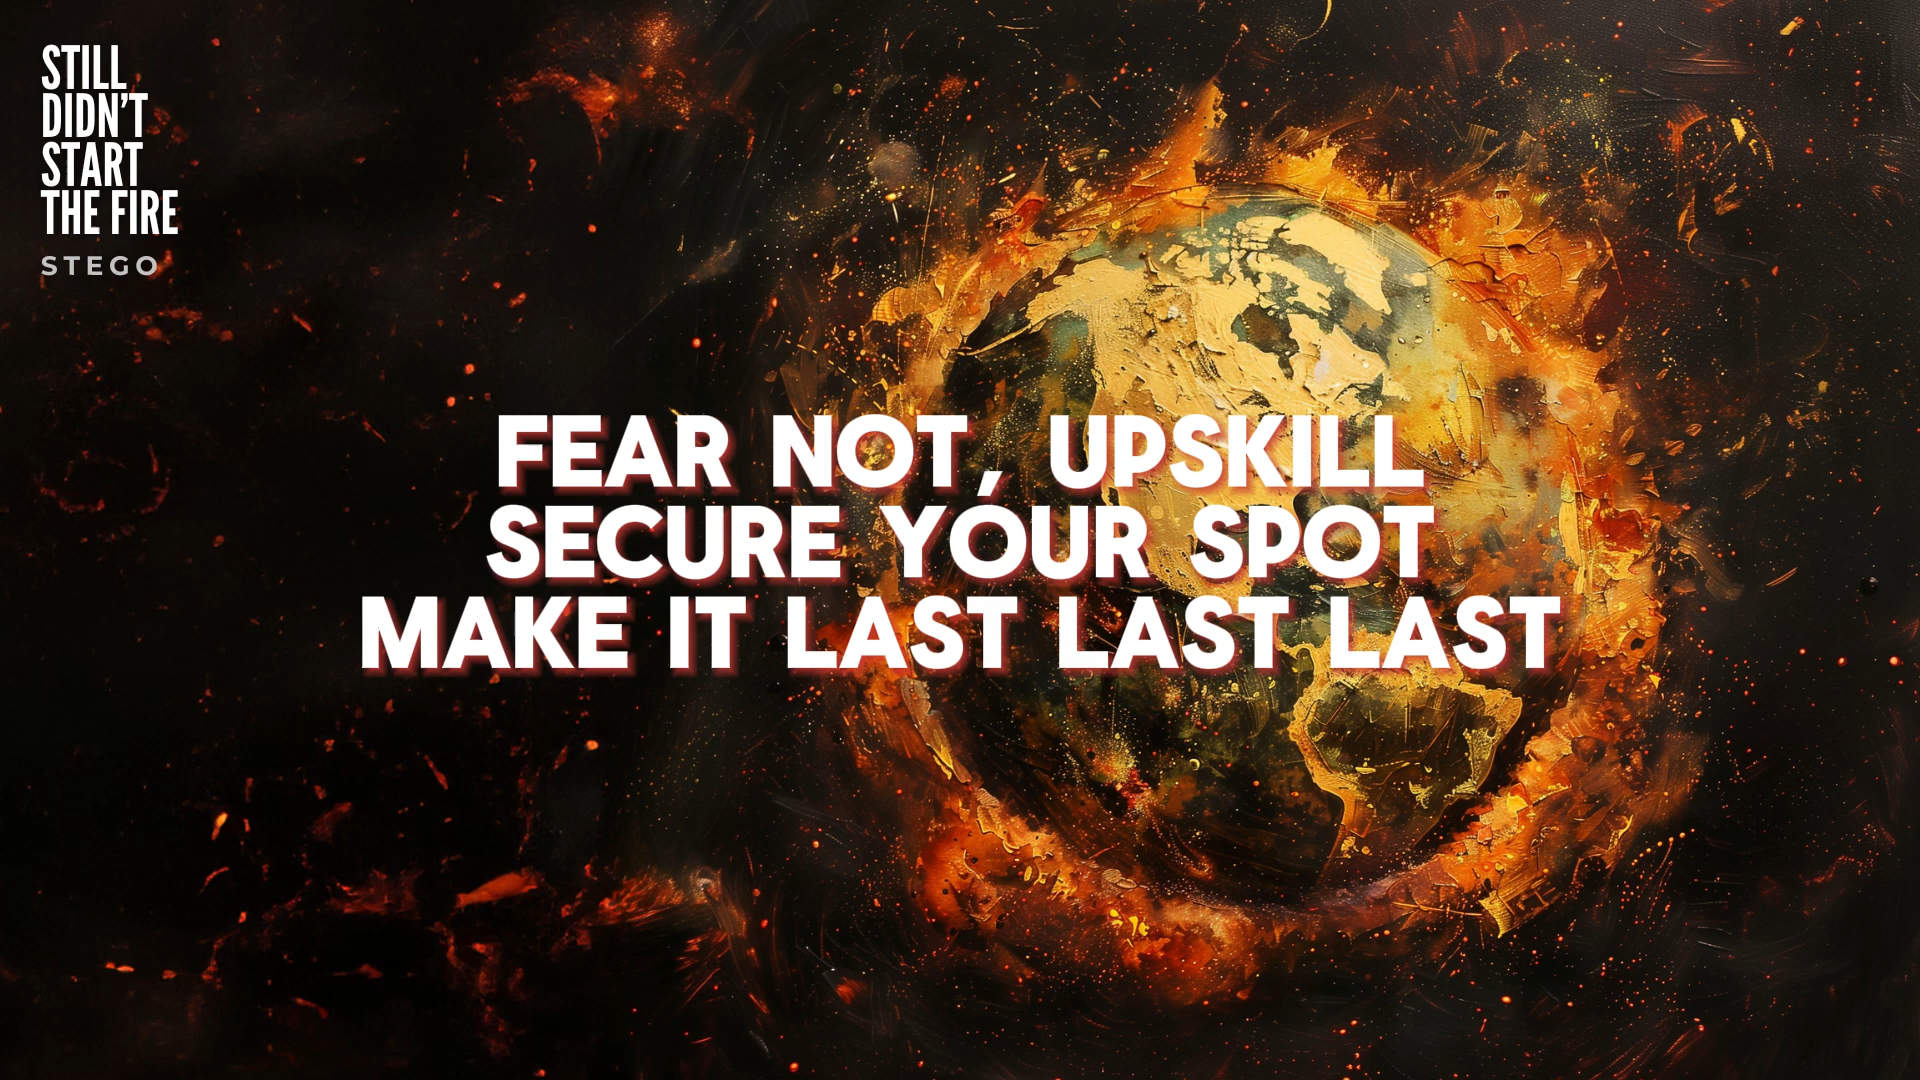 STILL
DIDN'T
START
THE FIRE
STEGO
FEAR NOT, UPSKILL
SECURE YOUR SPOT
MAKE IT LAST LAST LAST